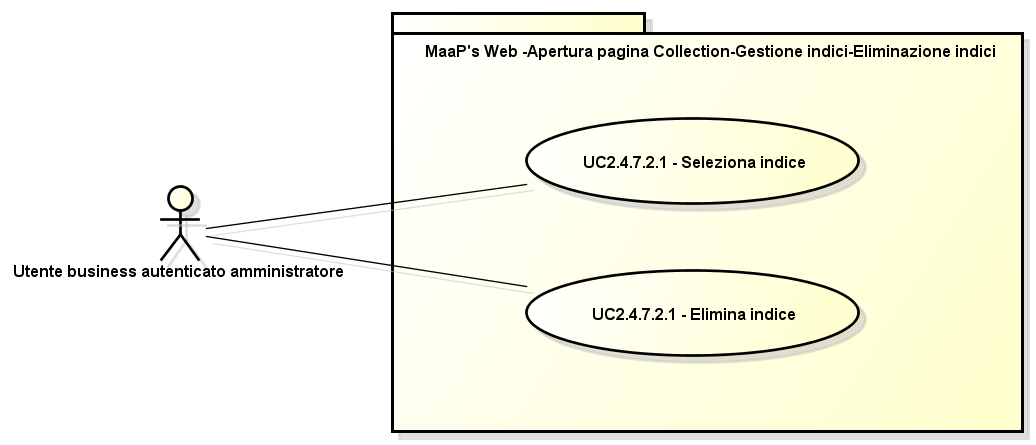 MaaP's Web -Apertura pagina Collection-Gestione indici-Eliminazione indici
UC2.4.7.2.1 - Seleziona indice
Utente business autenticato amministratore
UC2.4.7.2.1 - Elimina indice